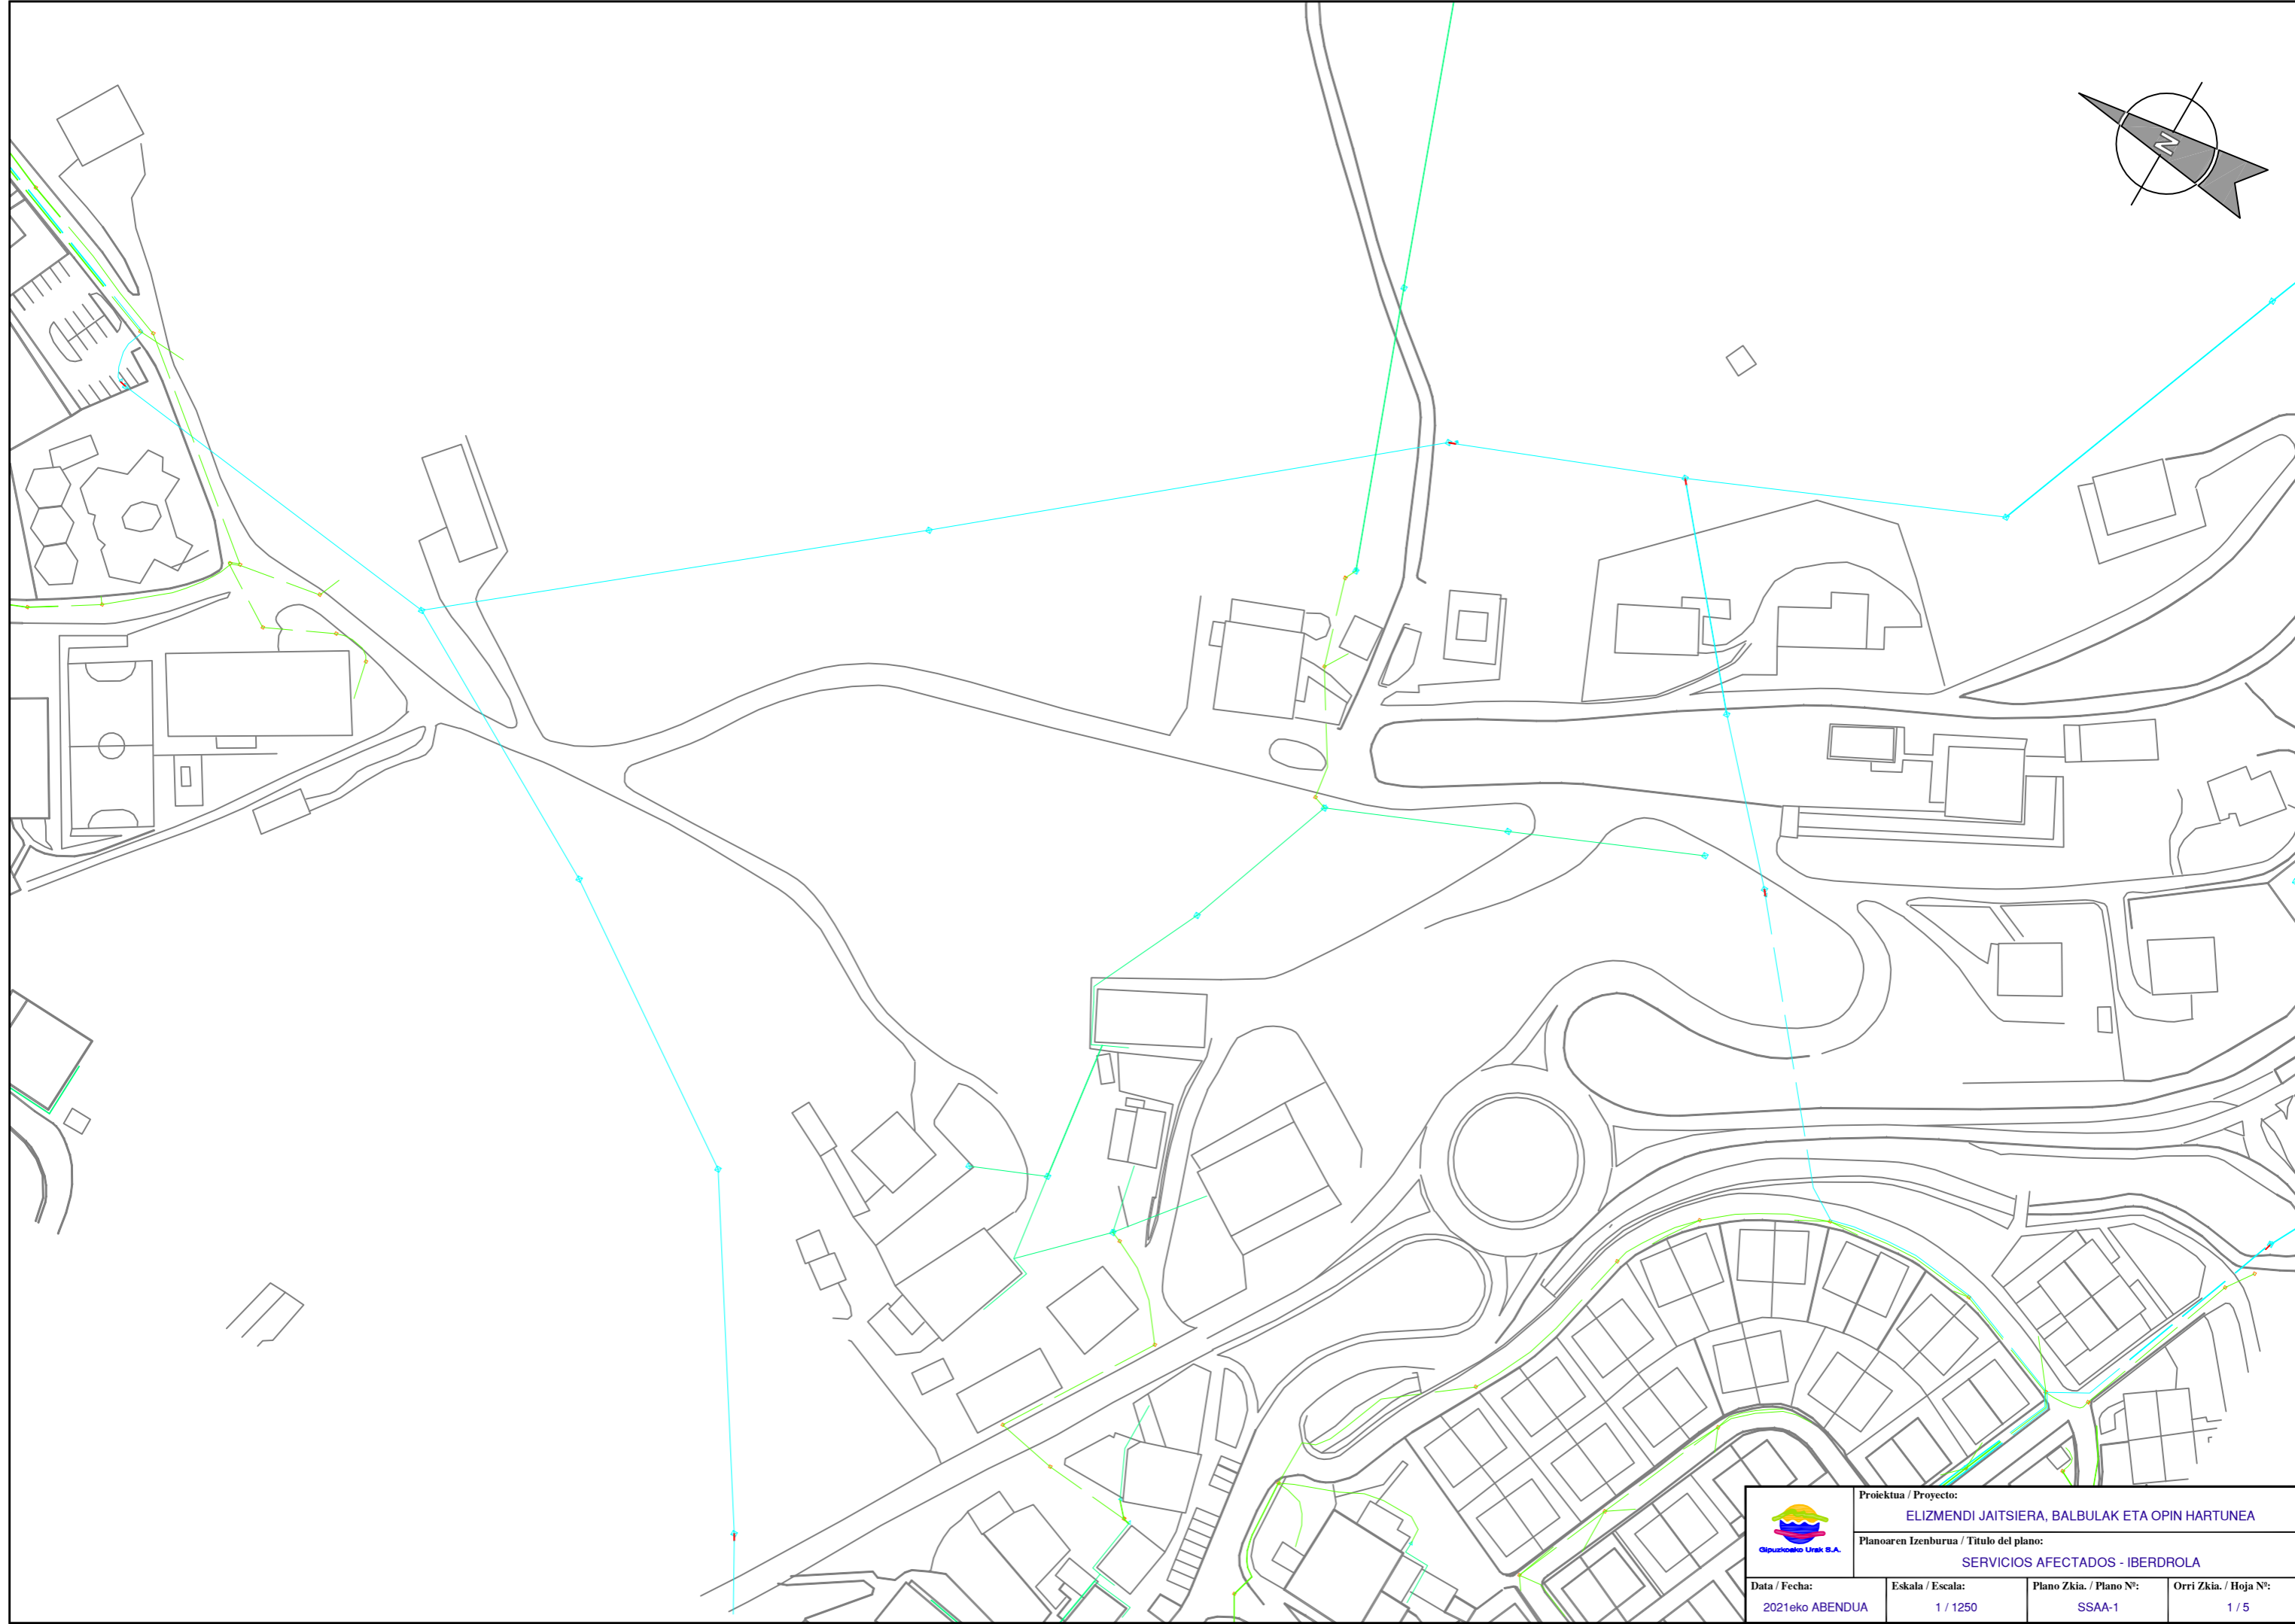 N
Proiektua / Proyecto:
ELIZMENDI JAITSIERA, BALBULAK ETA OPIN HARTUNEA
Planoaren Izenburua / Titulo del plano:
SERVICIOS AFECTADOS - IBERDROLA
Gipuzkoako Urak S.A.
Data / Fecha:
2021eko ABENDUA
Eskala / Escala:
1 / 1250
Plano Zkia. / Plano Nº:
SSAA-1
Orri Zkia. / Hoja Nº:
1 / 5